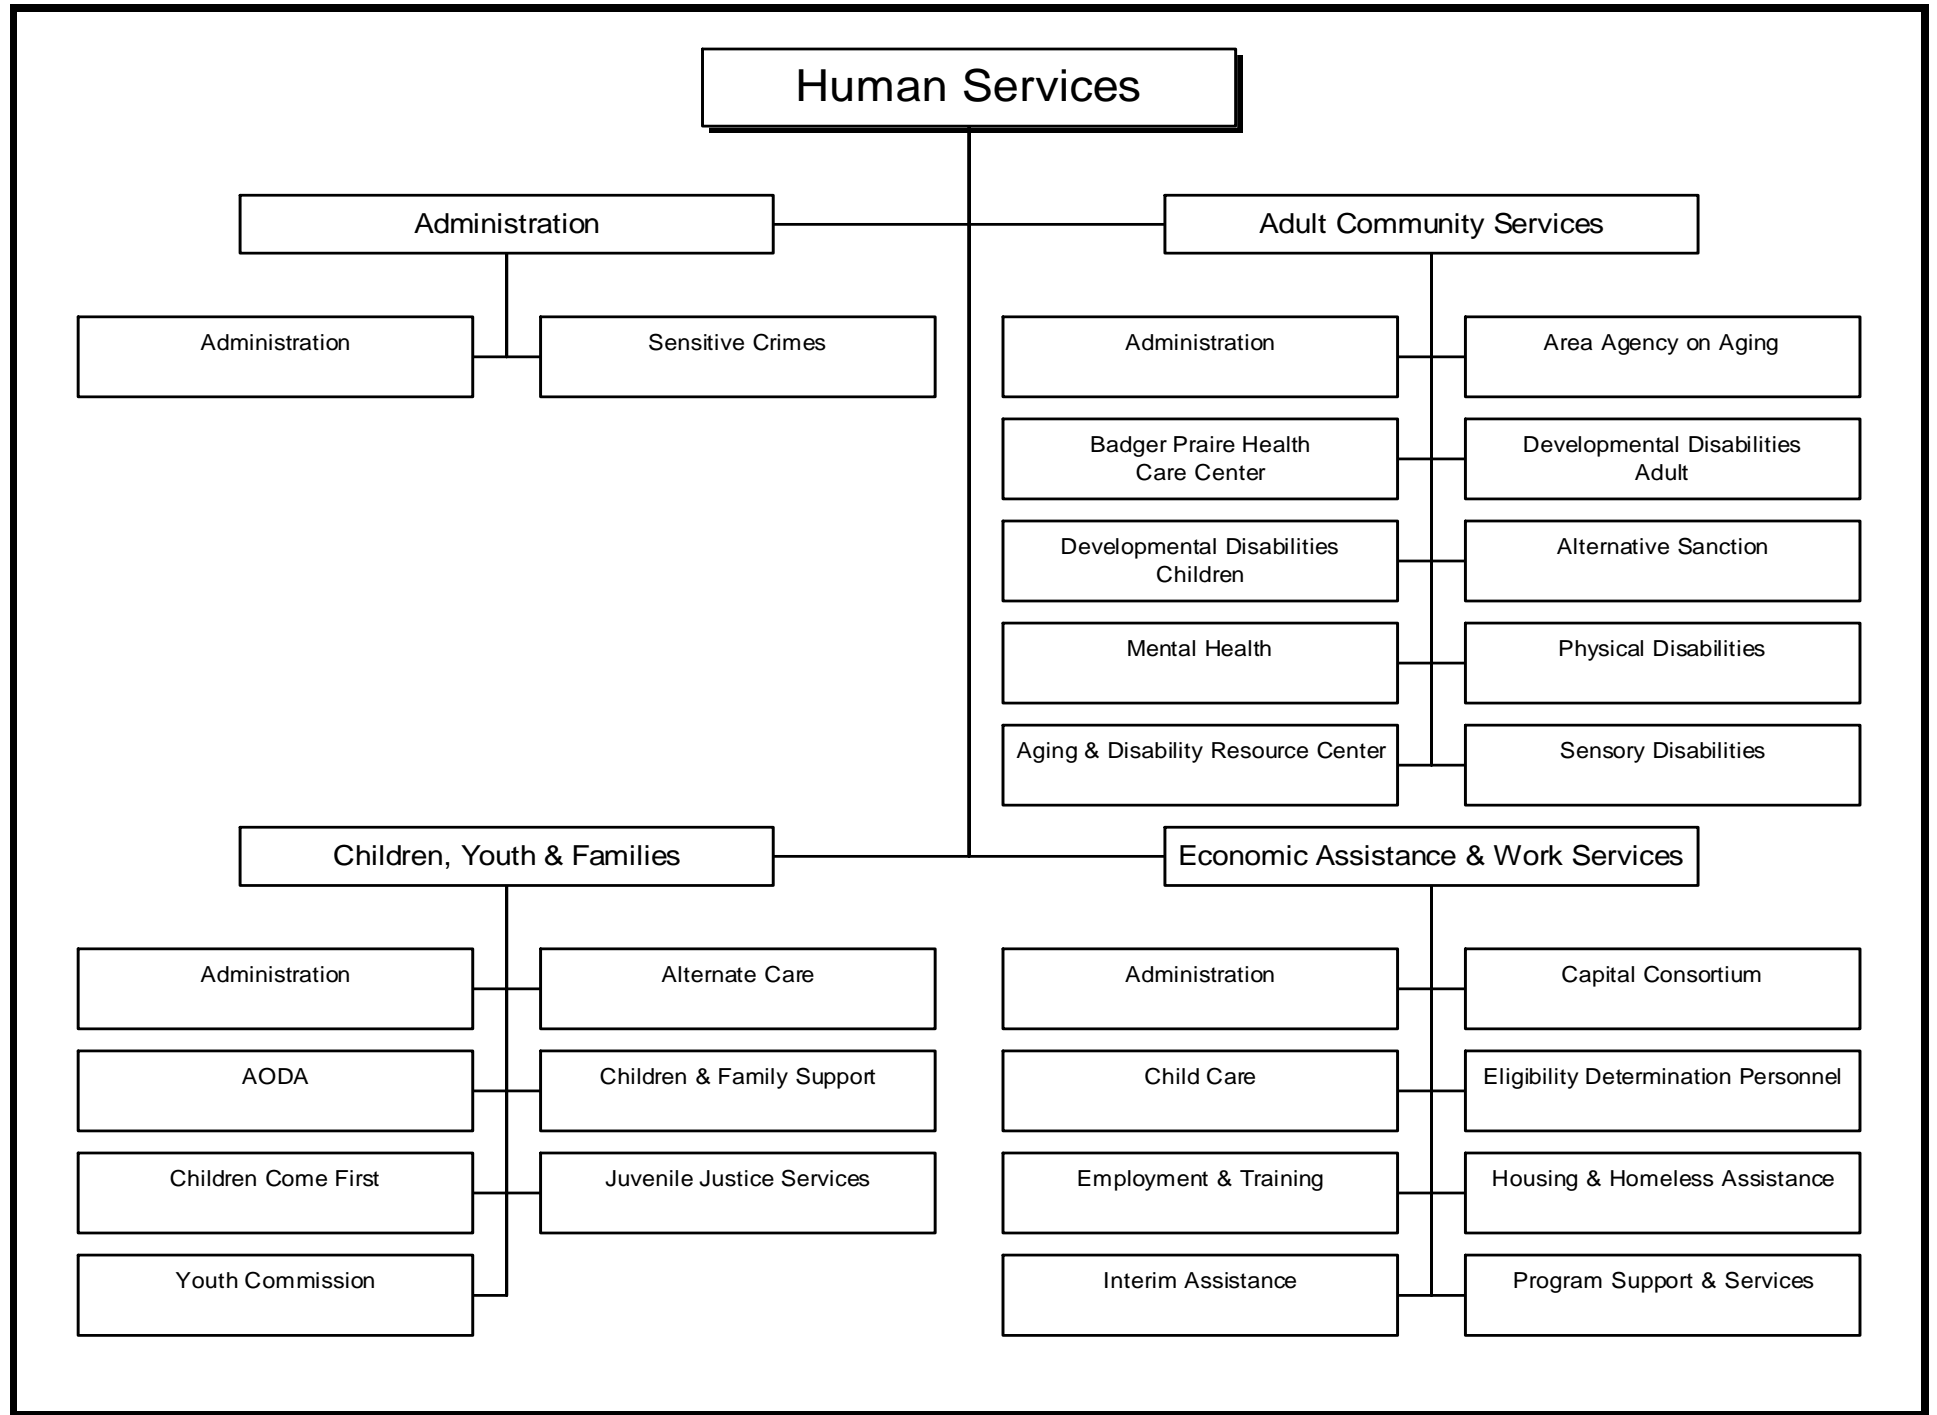 Human Services
Administration
Adult Community Services
Administration
Sensitive Crimes
Administration
Area Agency on Aging
Badger Praire Health
Care Center
Developmental Disabilities
Adult
Developmental Disabilities
Children
Alternative Sanction
Mental Health
Physical Disabilities
Aging & Disability Resource Center
Sensory Disabilities
Children, Youth & Families
Economic Assistance & Work Services
Administration
Alternate Care
Administration
Capital Consortium
AODA
Children & Family Support
Child Care
Eligibility Determination Personnel
Children Come First
Juvenile Justice Services
Employment & Training
Housing & Homeless Assistance
Youth Commission
Interim Assistance
Program Support & Services